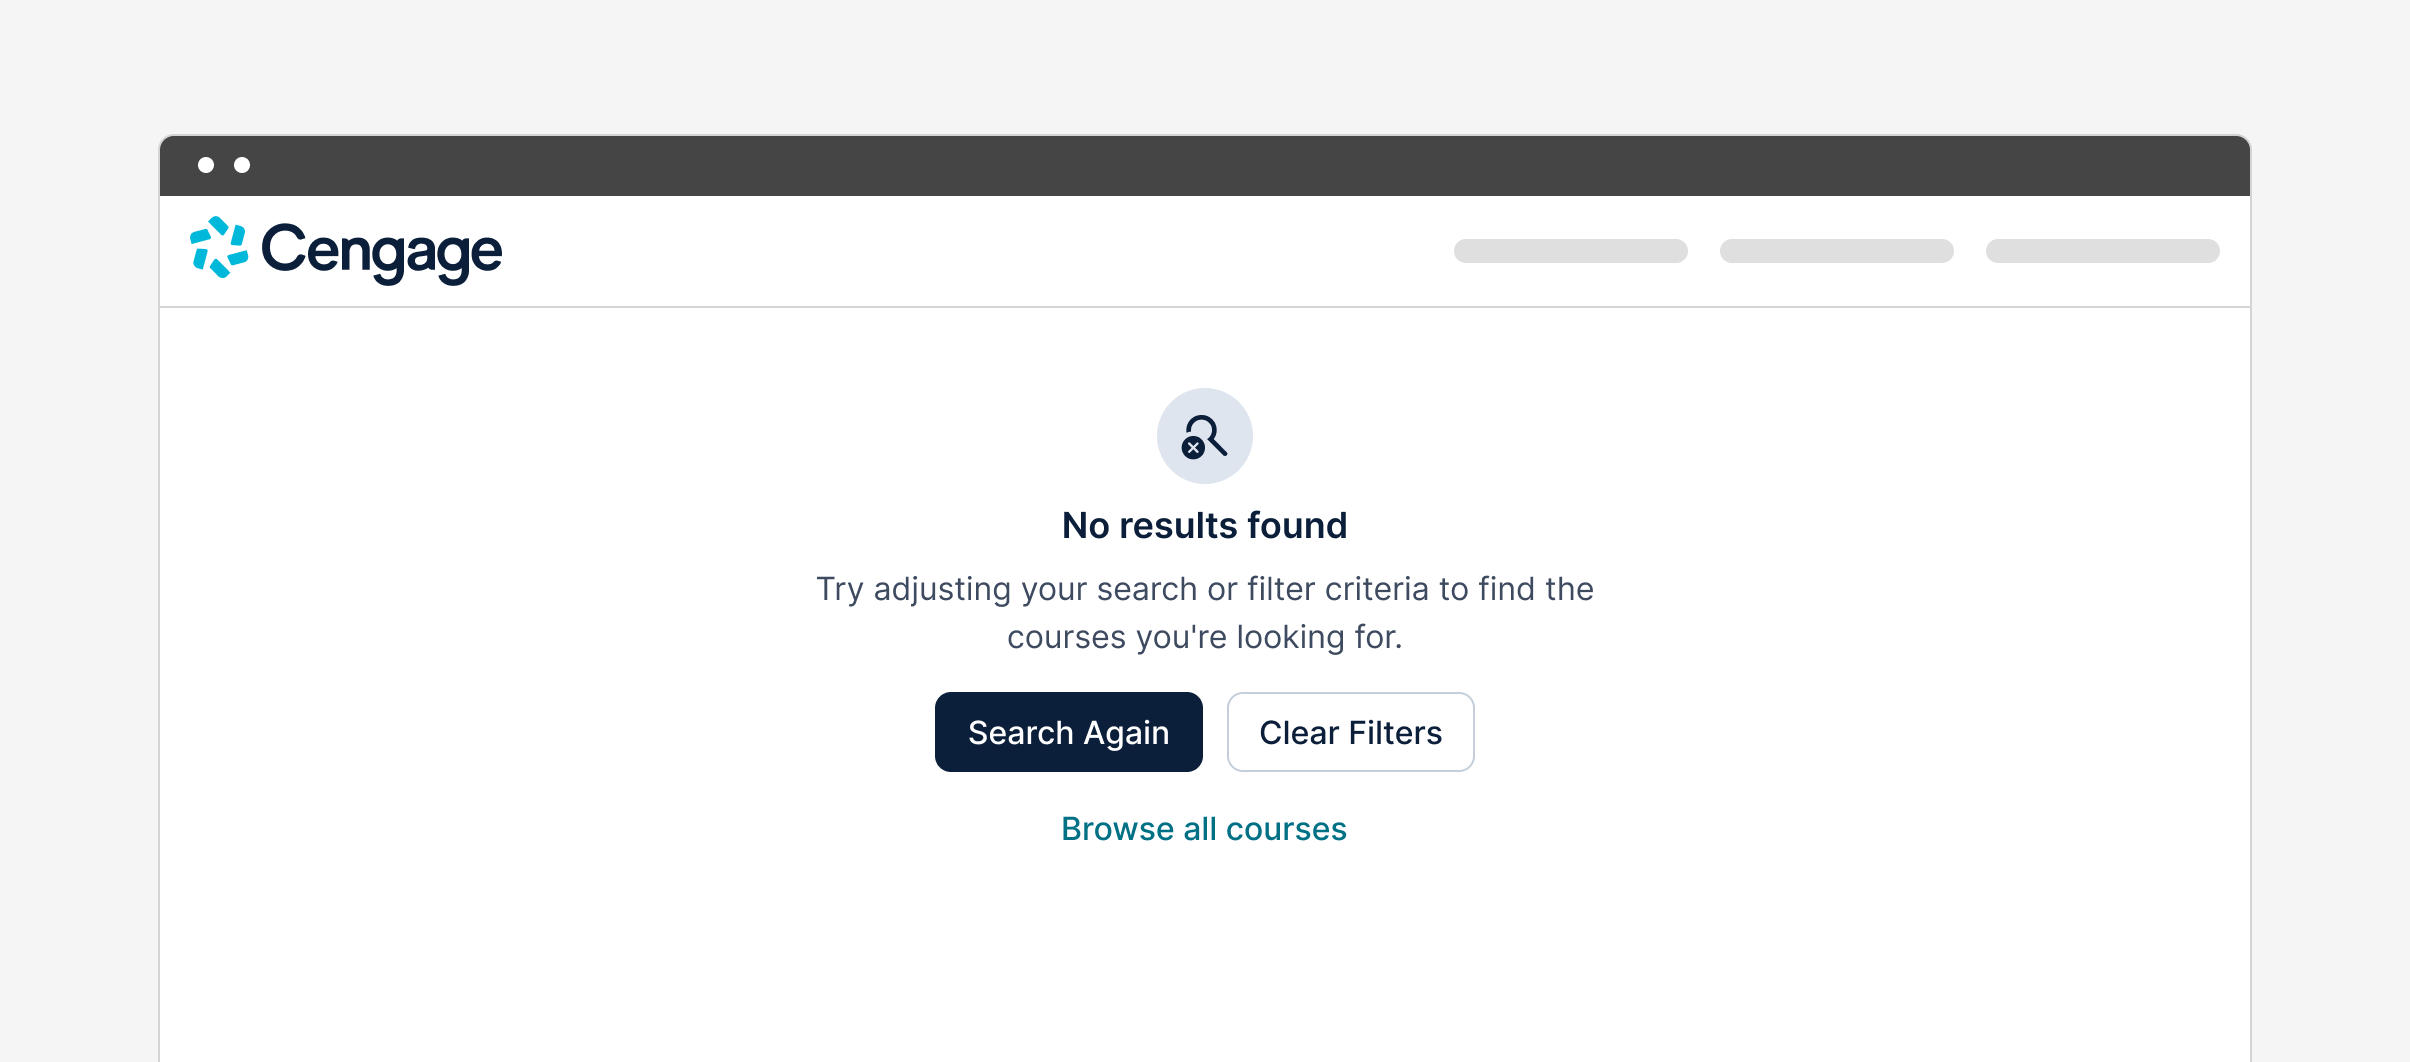 Cengage
No results found
Try adjusting your search or filter criteria to find the
courses you're looking for.
Search Again
Clear Filters
Browse all courses